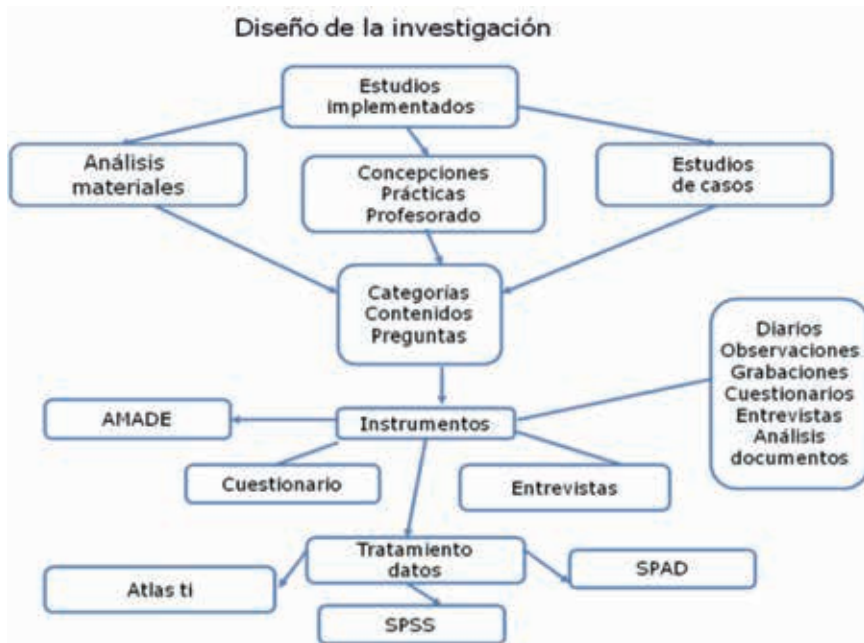 Diseño de la investigación
Estudios
implementados
Análisis
materiales
Concepciones
Prácticas
Profesorado
Estudios
de casos
Categorías
Contenidos
Preguntas
Diarios
Observaciones
Grabaciones
Cuestionarios
Entrevistas
Análisis
documentos
AMADE
Instrumentos
Cuestionario
Entrevistas
Tratamiento
datos
Atlas ti
SPSS
SPAD